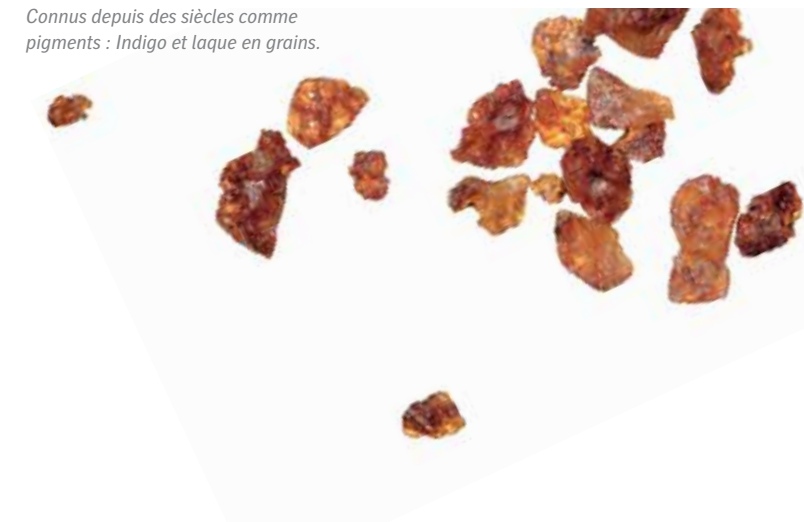 Connus depuis des siècles comme
pigments : Indigo et laque en grains.